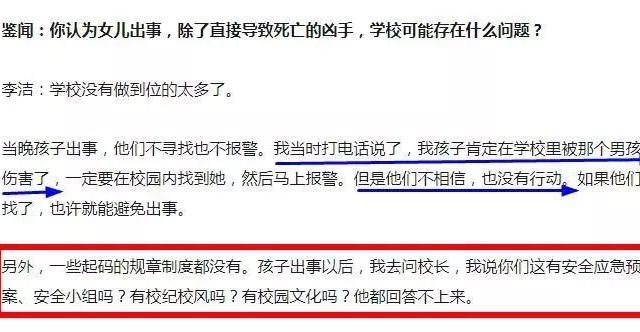 鉴闻：你认为女儿出事，除了直接导致死亡的凶手，学校可能存在什么问题？
李洁：学校没有做到位的太多了。
当晚孩子出事，他们不寻找也不报警。我当时打电话说了，我孩子肯定在学校里被那个男孩
伤害了，一定要在校园内找到她，然后马上报警。但是他们不相信，也没有行动。如果他们
找了，也许就能避免出事。
另外，一些起码的规章制度都没有。孩子出事以后，我去问校长，我说你们这有安全应急预
案、安全小组吗？有校纪校风吗？有校园文化吗？他都回答不上来。